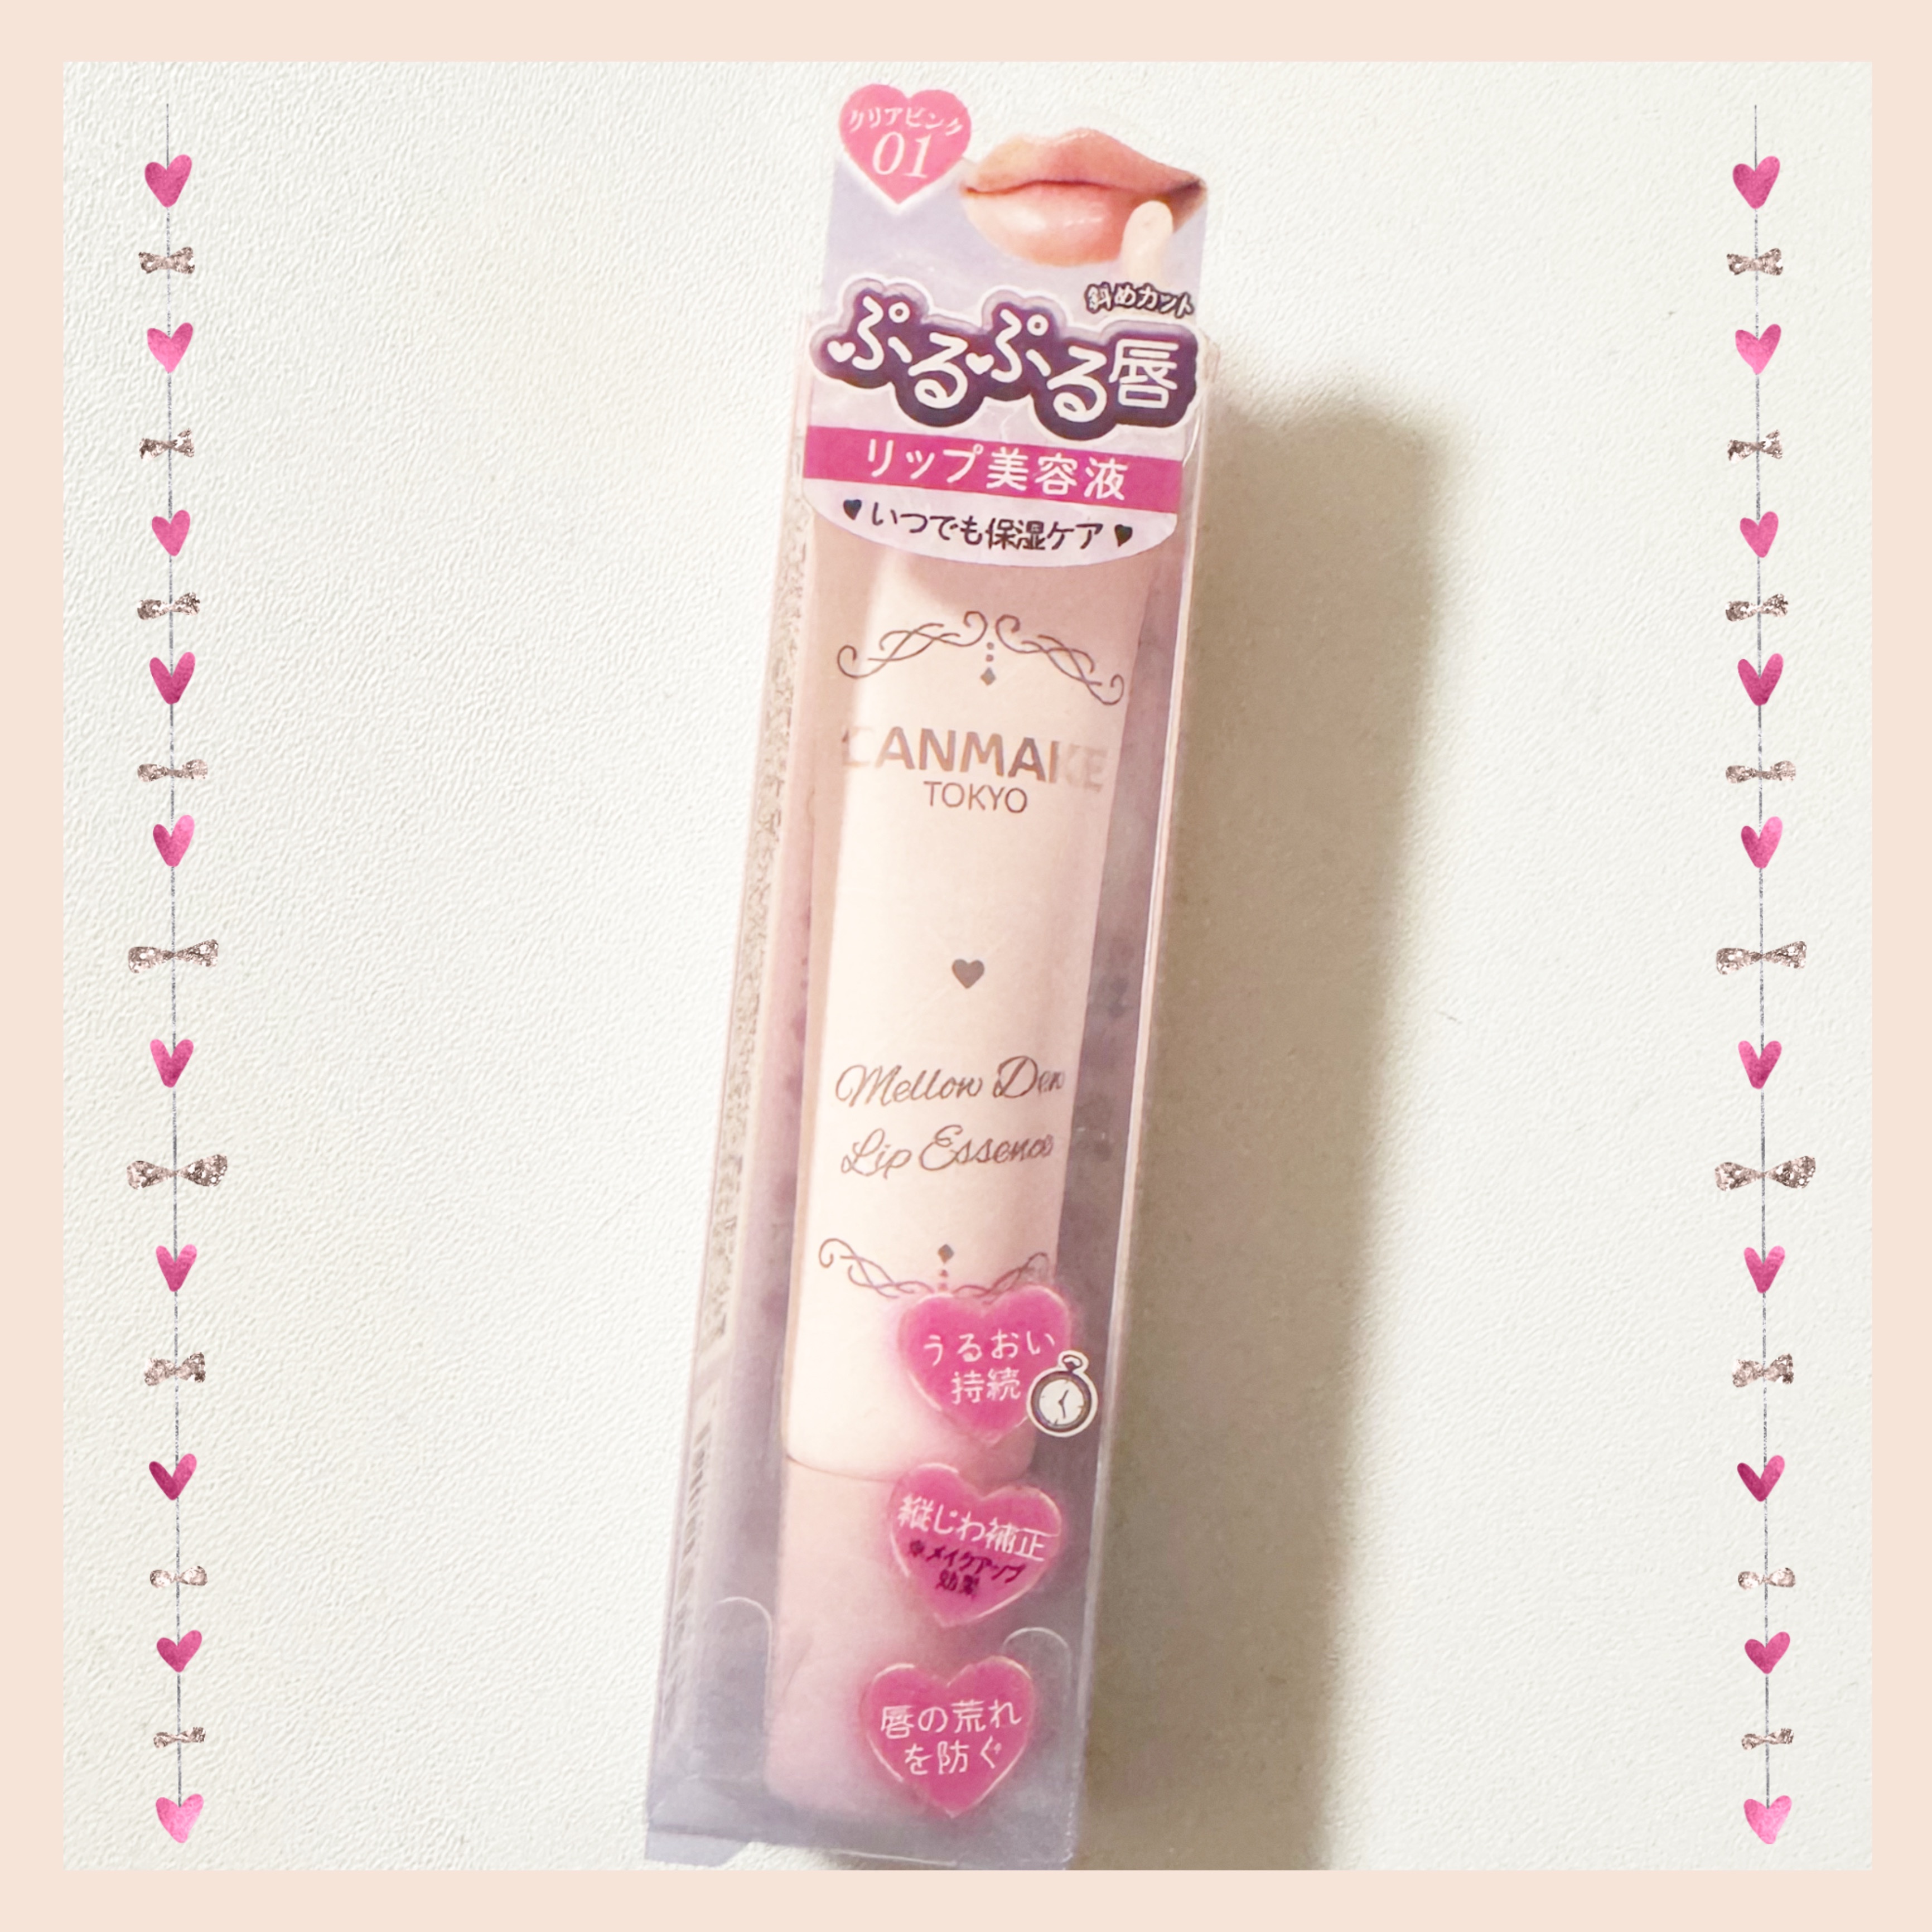 クリアピンク
01
斜めカット
ぷるぷる唇
リップ美容液
いつでも保湿ケア
CANMAKE
TOKYO
Mellow Dew
Lip Essence
うるおい
持続
縦じわ補正
※メイクアップ
効果
唇の荒れ
を防ぐ